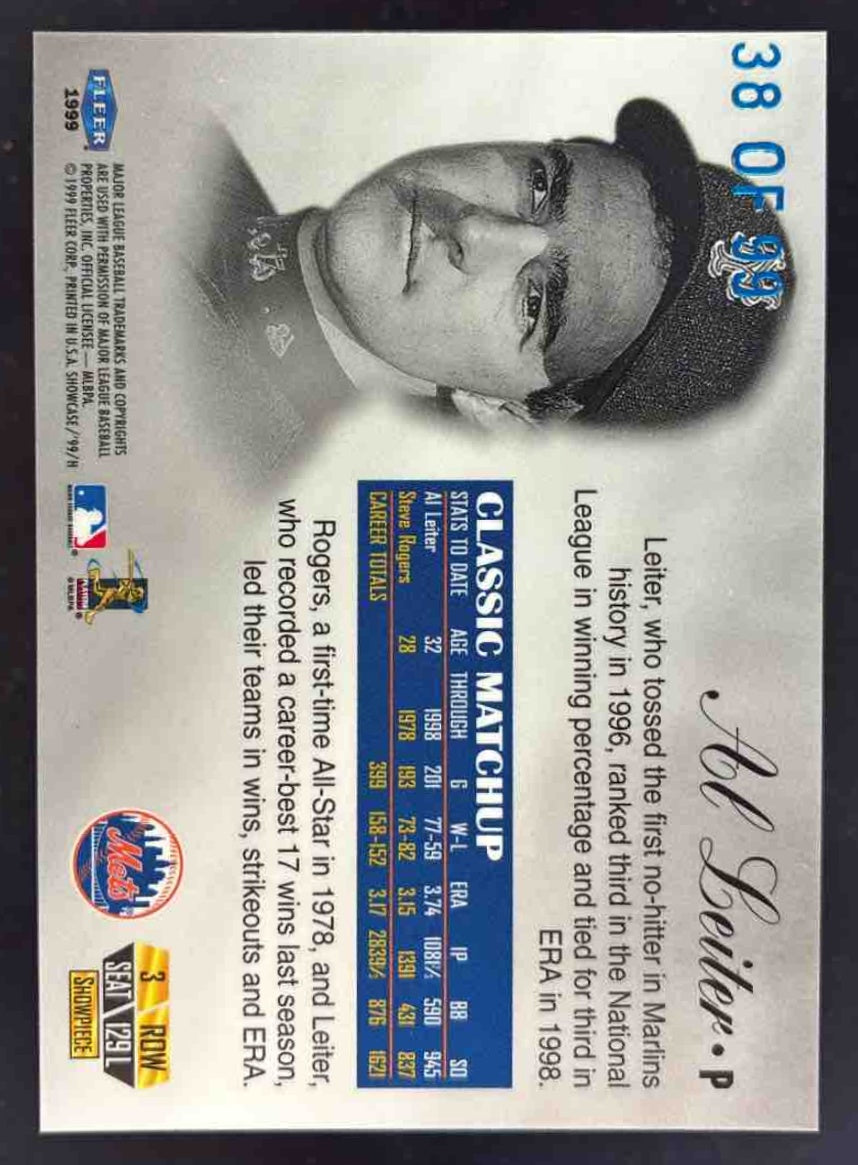 38 OF 99
Al Leiter • P
Leiter, who tossed the first no-hitter in Marlins
history in 1996, ranked third in the National
League in winning percentage and tied for third in
ERA in 1998.
CLASSIC MATCHUP
STATS TO DATE AGE THROUGH G W-L ERA IP BB SO
Al Leiter 32 1998 201 77-59 3.74 1081⅔ 590 945
Steve Rogers 28 1978 193 73-82 3.15 1391 431 837
CAREER TOTALS 399 158-152 3.17 2839⅓ 876 1621
Rogers, a first-time All-Star in 1978, and Leiter,
who recorded a career-best 17 wins last season,
led their teams in wins, strikeouts and ERA.
FLEER
1999
MAJOR LEAGUE BASEBALL TRADEMARKS AND COPYRIGHTS
ARE USED WITH PERMISSION OF MAJOR LEAGUE BASEBALL
PROPERTIES, INC. OFFICIAL LICENSEE — MLBPA.
© 1999 FLEER CORP., PRINTED IN U.S.A. SHOWCASE/'99/H
© MLBPA
Mets
3 ROW
SEAT 129L
SHOWPIECE